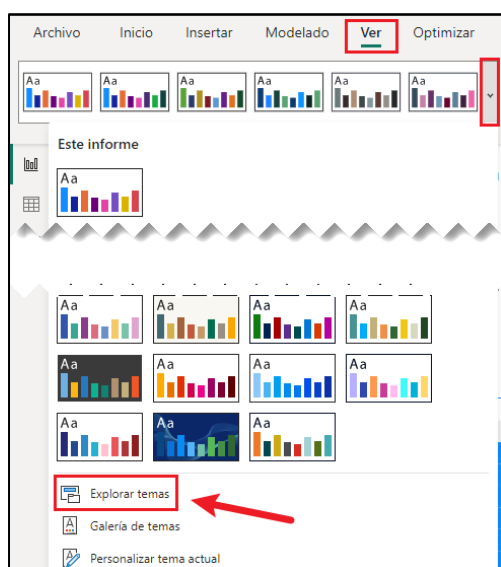 Archivo Inicio Insertar Modelado Ver Optimizar
Aa Aa Aa Aa Aa Aa
Este informe
Aa
Aa Aa Aa Aa
Aa Aa Aa Aa
Aa Aa Aa
Explorar temas
Galería de temas
Personalizar tema actual